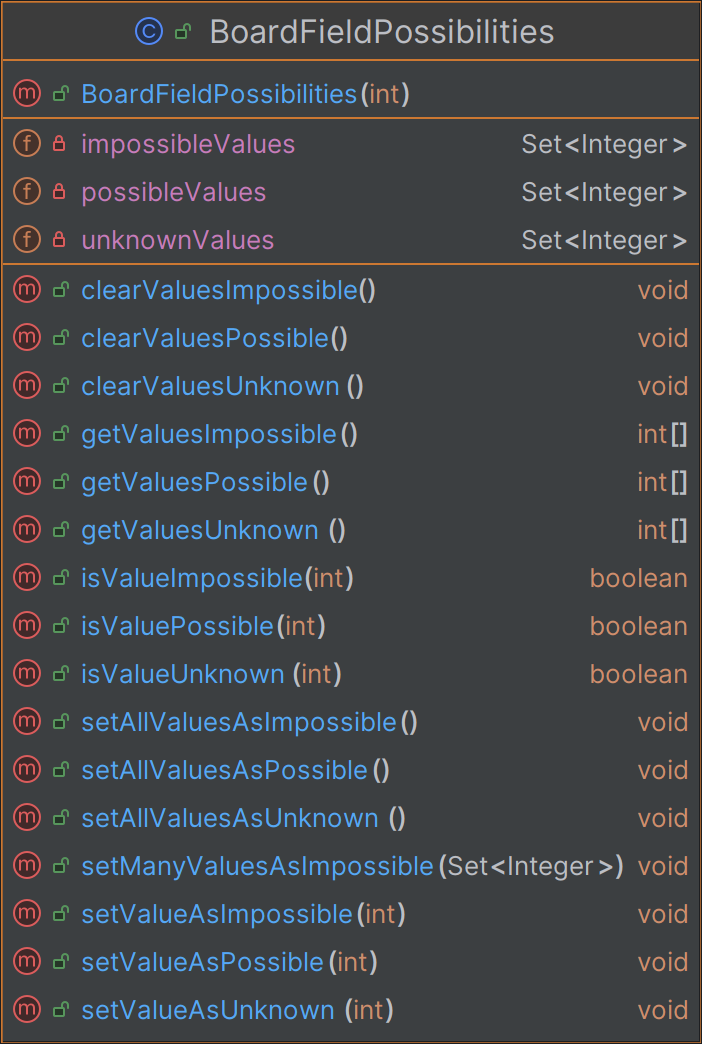 BoardFieldPossibilities
BoardFieldPossibilities(int)
impossibleValues Set<Integer>
possibleValues Set<Integer>
unknownValues Set<Integer>
clearValuesImpossible() void
clearValuesPossible() void
clearValuesUnknown() void
getValuesImpossible() int[]
getValuesPossible() int[]
getValuesUnknown() int[]
isValueImpossible(int) boolean
isValuePossible(int) boolean
isValueUnknown(int) boolean
setAllValuesAsImpossible() void
setAllValuesAsPossible() void
setAllValuesAsUnknown() void
setManyValuesAsImpossible(Set<Integer>) void
setValueAsImpossible(int) void
setValueAsPossible(int) void
setValueAsUnknown(int) void